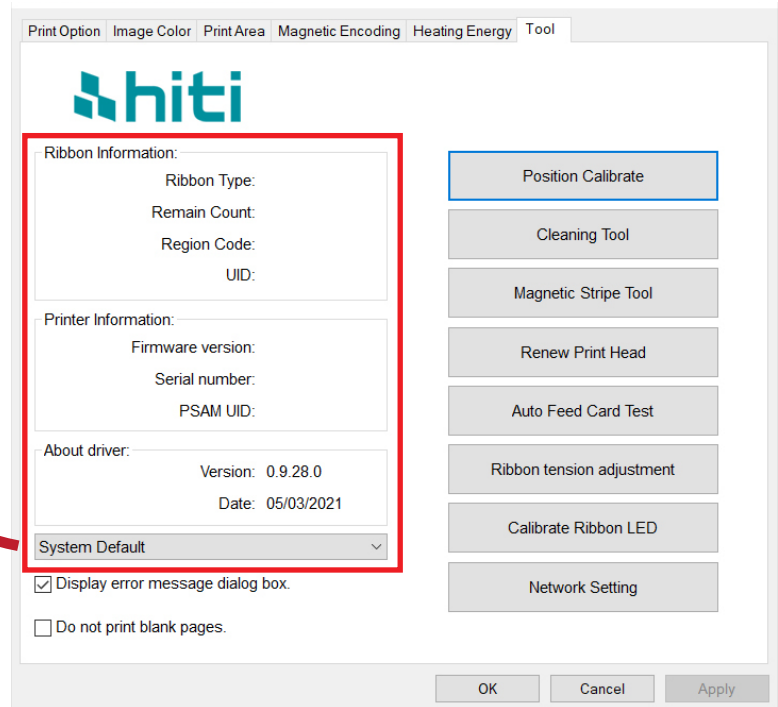 Print Option Image Color Print Area Magnetic Encoding Heating Energy Tool
hiti
Ribbon Information:
Ribbon Type:
Remain Count:
Region Code:
UID:
Printer Information:
Firmware version:
Serial number:
PSAM UID:
About driver:
Version: 0.9.28.0
Date: 05/03/2021
System Default
Display error message dialog box.
Do not print blank pages.
Position Calibrate
Cleaning Tool
Magnetic Stripe Tool
Renew Print Head
Auto Feed Card Test
Ribbon tension adjustment
Calibrate Ribbon LED
Network Setting
OK Cancel Apply